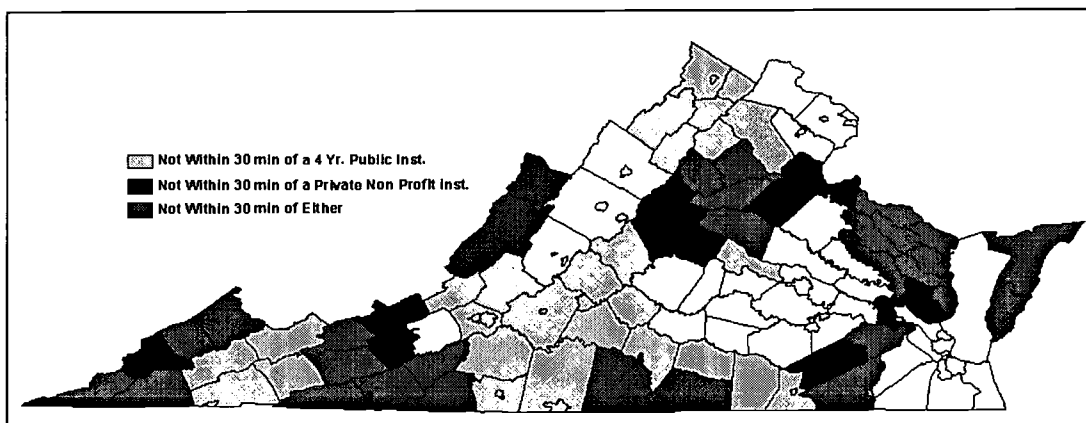 Not Within 30 min of a 4 Yr. Public Inst.
Not Within 30 min of a Private Non Profit Inst.
Not Within 30 min of Either